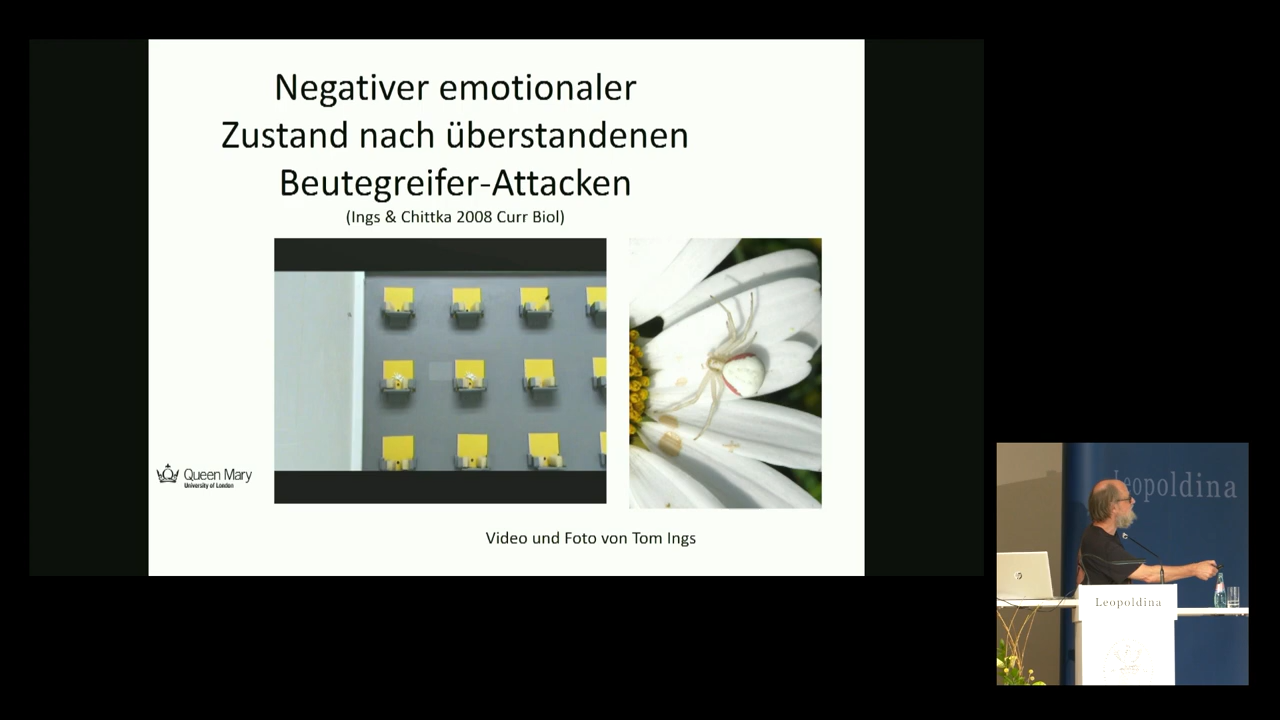 Negativer emotionaler
Zustand nach überstandenen
Beutegreifer-Attacken
(Ings & Chittka 2008 Curr Biol)
Queen Mary
University of London
Video und Foto von Tom Ings
Leopoldina
Leopoldina